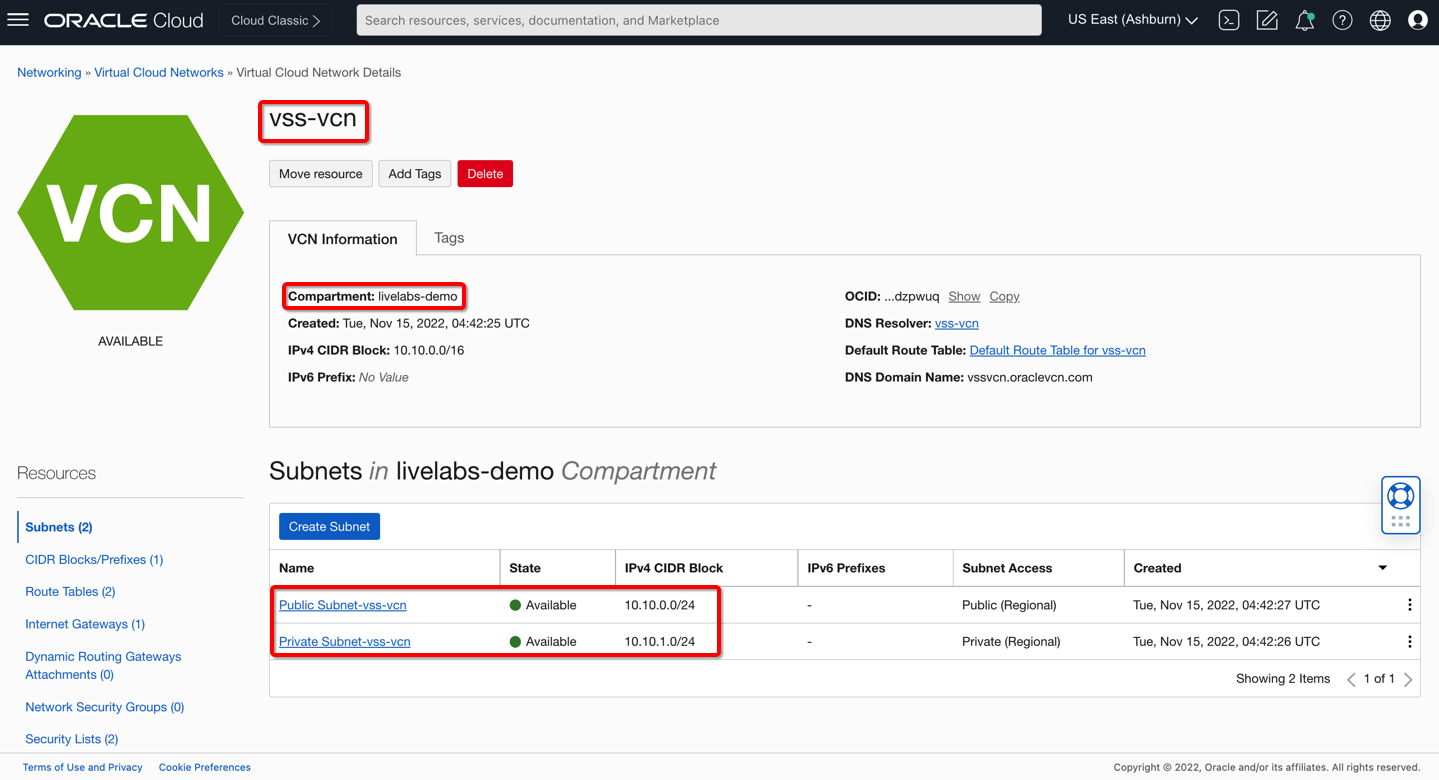 ORACLE Cloud Cloud Classic > Search resources, services, documentation, and Marketplace US East (Ashburn)
Networking » Virtual Cloud Networks » Virtual Cloud Network Details
VCN
AVAILABLE
vss-vcn
Move resource Add Tags Delete
VCN Information Tags
Compartment: livelabs-demo
Created: Tue, Nov 15, 2022, 04:42:25 UTC
IPv4 CIDR Block: 10.10.0.0/16
IPv6 Prefix: No Value
OCID: ...dzpwuq Show Copy
DNS Resolver: vss-vcn
Default Route Table: Default Route Table for vss-vcn
DNS Domain Name: vssvcn.oraclevcn.com
Resources
Subnets (2)
CIDR Blocks/Prefixes (1)
Route Tables (2)
Internet Gateways (1)
Dynamic Routing Gateways
Attachments (0)
Network Security Groups (0)
Security Lists (2)
Subnets in livelabs-demo Compartment
Create Subnet
Name State IPv4 CIDR Block IPv6 Prefixes Subnet Access Created
Public Subnet-vss-vcn Available 10.10.0.0/24 - Public (Regional) Tue, Nov 15, 2022, 04:42:27 UTC
Private Subnet-vss-vcn Available 10.10.1.0/24 - Private (Regional) Tue, Nov 15, 2022, 04:42:26 UTC
Showing 2 Items < 1 of 1 >
Terms of Use and Privacy Cookie Preferences Copyright © 2022, Oracle and/or its affiliates. All rights reserved.